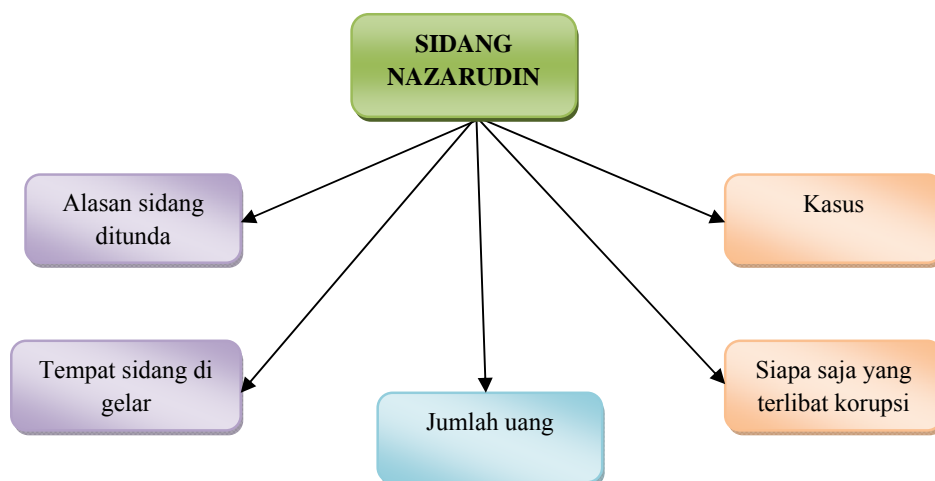 SIDANG
NAZARUDIN
Alasan sidang
ditunda
Kasus
Tempat sidang di
gelar
Siapa saja yang
terlibat korupsi
Jumlah uang